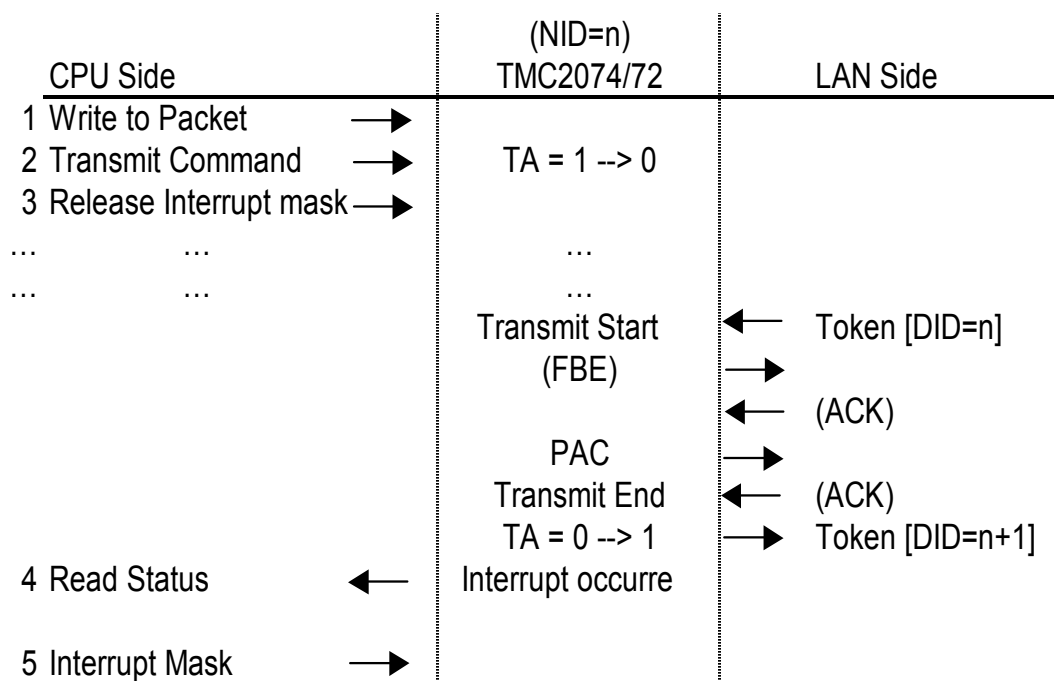 (NID=n)
CPU Side TMC2074/72 LAN Side
1 Write to Packet
2 Transmit Command TA = 1 --> 0
3 Release Interrupt mask
… … …
… … …
Transmit Start Token [DID=n]
(FBE)
(ACK)
PAC
Transmit End (ACK)
TA = 0 --> 1 Token [DID=n+1]
4 Read Status Interrupt occurre
5 Interrupt Mask